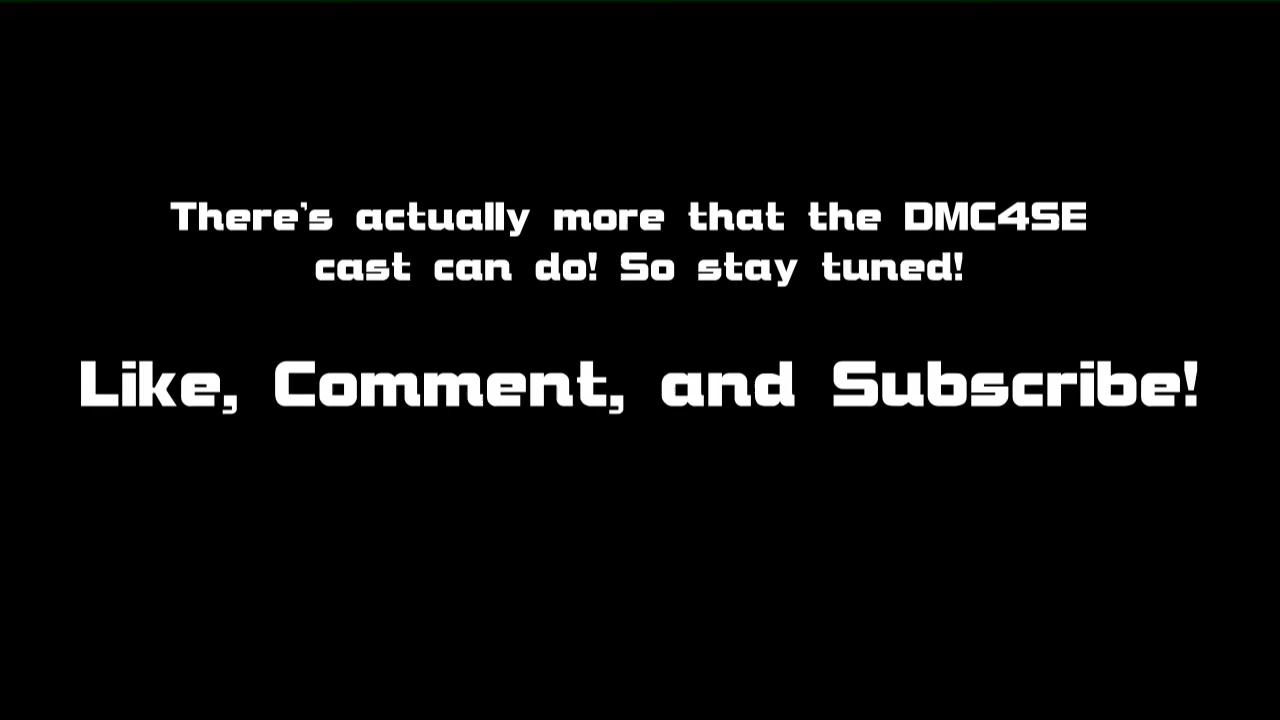 There's actually more that the DMC4SE
cast can do! So stay tuned!
Like, Comment, and Subscribe!